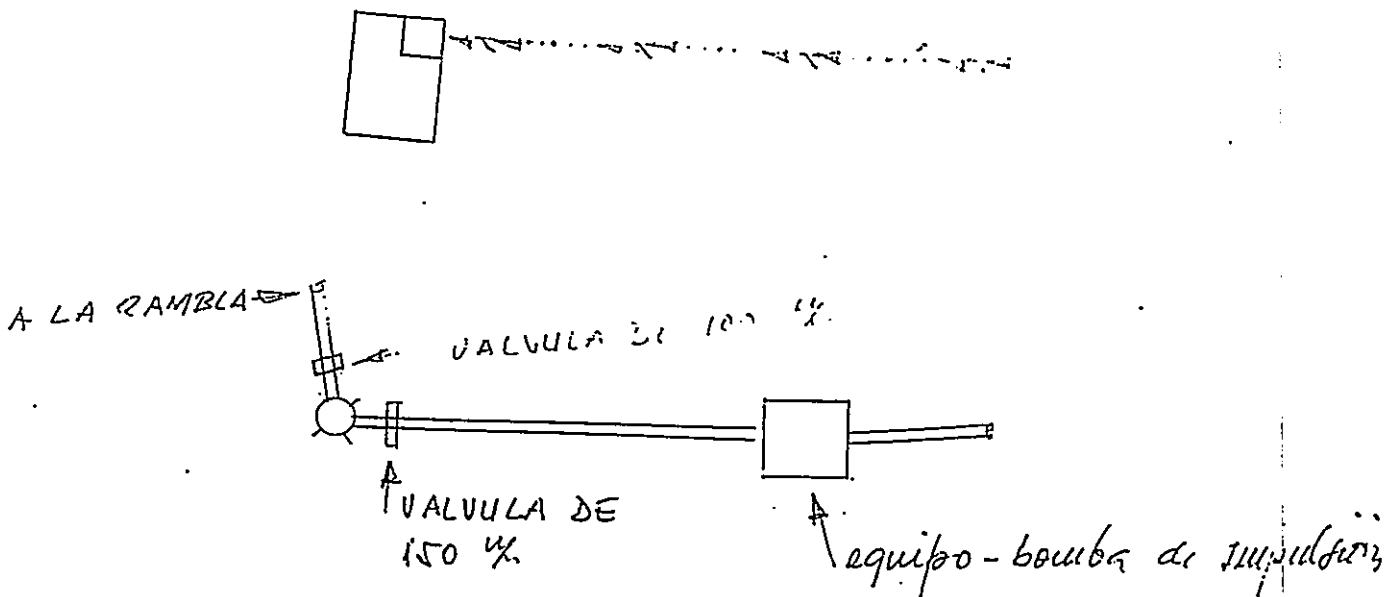 A LA RAMBLA
VALVULA DE 100 m/m
VALVULA DE
150 m/m
equipo-bomba de impulsión